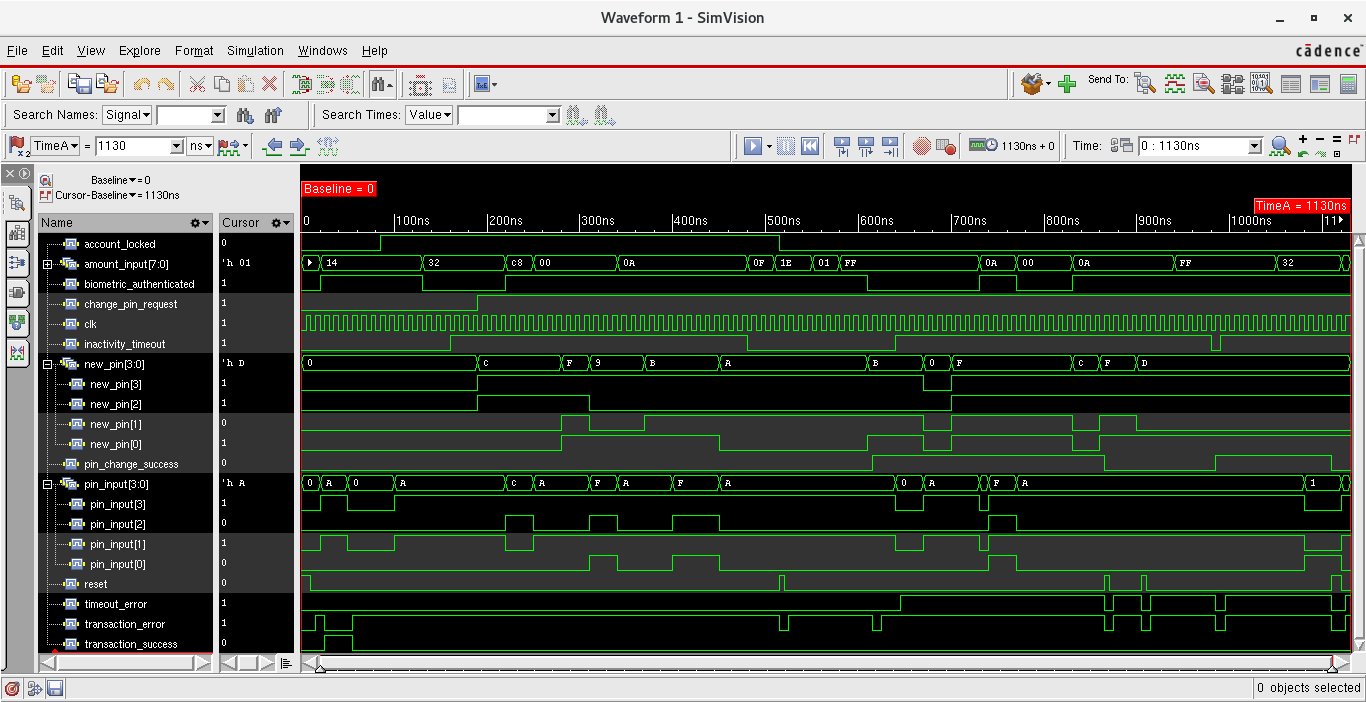 Waveform 1 - SimVision
File Edit View Explore Format Simulation Windows Help
cādence
Send To:
Search Names: Signal Search Times: Value
x2 TimeA = 1130 ns 1130ns + 0 Time: 0 : 1130ns
Baseline = 0
Cursor-Baseline = 1130ns
Baseline = 0
TimeA = 1130ns
Name Cursor 0 100ns 200ns 300ns 400ns 500ns 600ns 700ns 800ns 900ns 1000ns 11
account_locked 0
amount_input[7:0] 'h 01 14 32 C8 00 0A 0F 1E 01 FF 0A 00 0A FF 32
biometric_authenticated 1
change_pin_request 1
clk 1
inactivity_timeout 1
new_pin[3:0] 'h D 0 C F 9 B A B 0 F C F D
new_pin[3] 1
new_pin[2] 1
new_pin[1] 0
new_pin[0] 1
pin_change_success 0
pin_input[3:0] 'h A 0 A 0 A C A F A F A 0 A F A 1
pin_input[3] 1
pin_input[2] 0
pin_input[1] 1
pin_input[0] 0
reset 0
timeout_error 1
transaction_error 1
transaction_success 0
0 objects selected